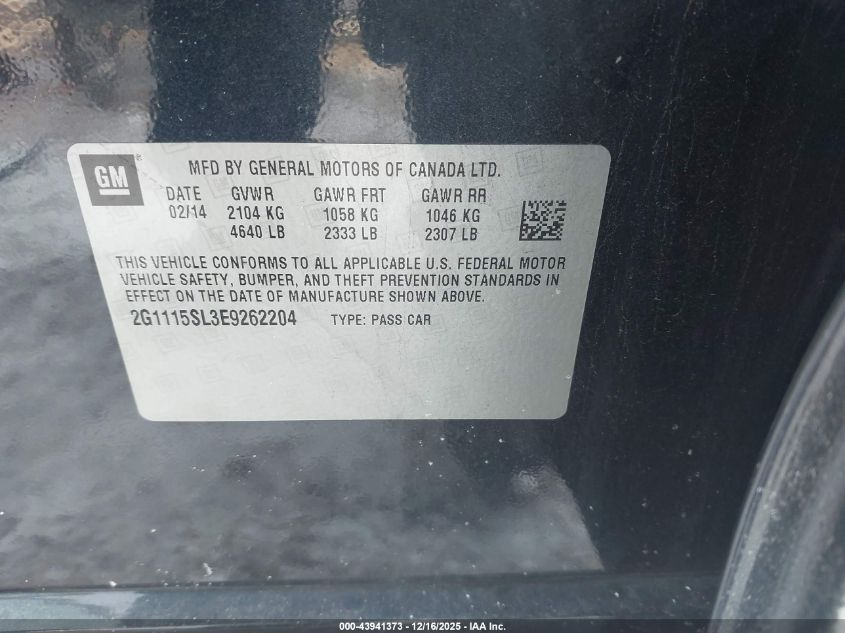 GM
MFD BY GENERAL MOTORS OF CANADA LTD.
DATE GVWR GAWR FRT GAWR RR
02/14 2104 KG 1058 KG 1046 KG
4640 LB 2333 LB 2307 LB
THIS VEHICLE CONFORMS TO ALL APPLICABLE U.S. FEDERAL MOTOR
VEHICLE SAFETY, BUMPER, AND THEFT PREVENTION STANDARDS IN
EFFECT ON THE DATE OF MANUFACTURE SHOWN ABOVE.
2G1115SL3E9262204 TYPE: PASS CAR
000-43941373 - 12/16/2025 - IAA Inc.